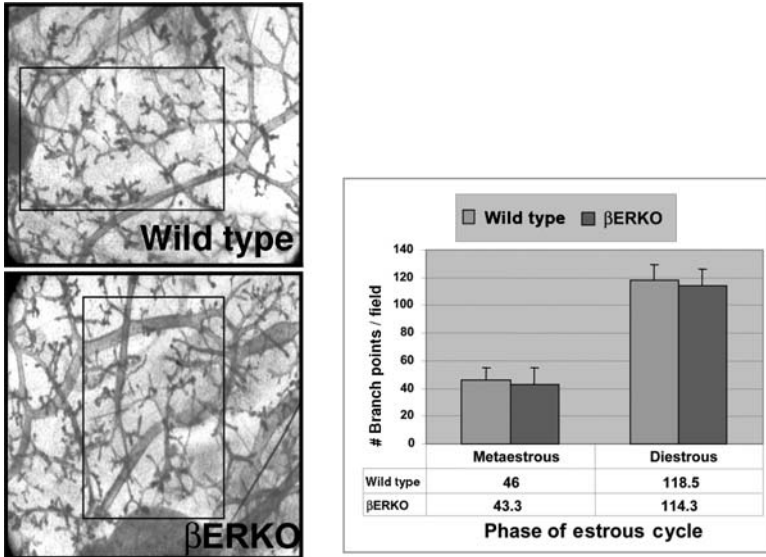 Wild type
βERKO
Wild type βERKO
# Branch points / field
140
120
100
80
60
40
20
0
Metaestrous Diestrous
Wild type 46 118.5
βERKO 43.3 114.3
Phase of estrous cycle